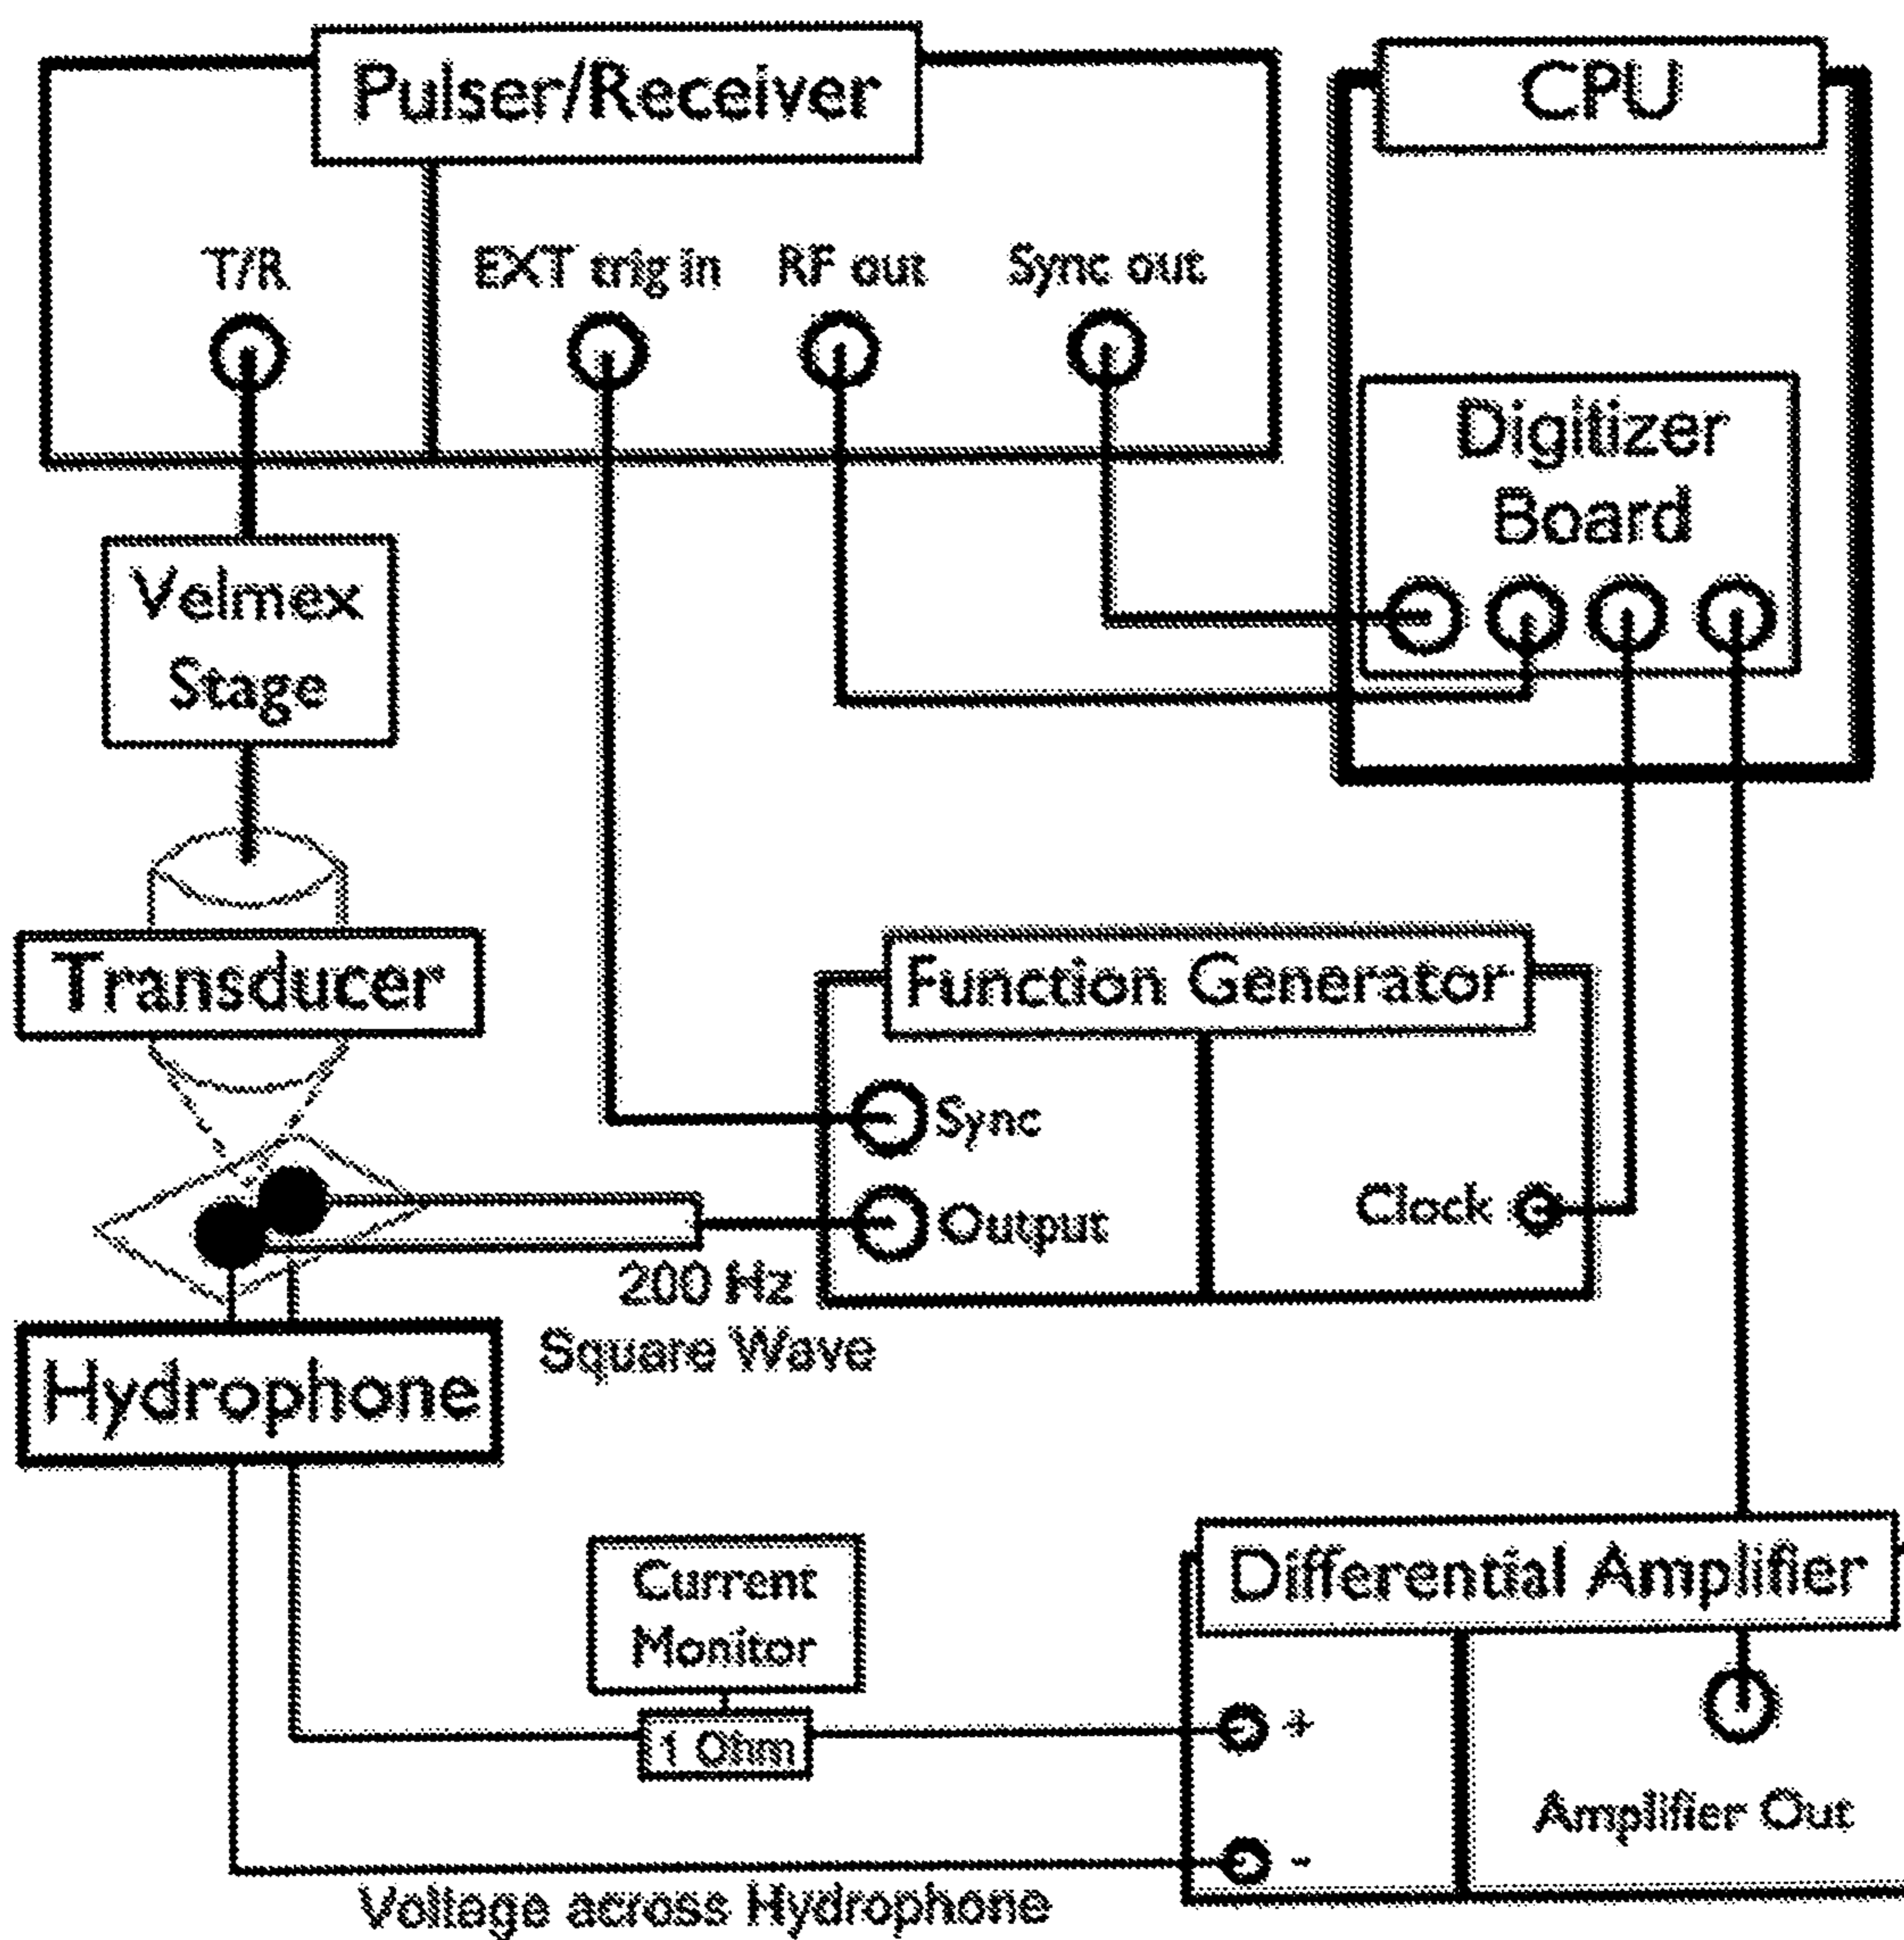 Pulser/Receiver
CPU
T/R
EXT trig in
RF out
Sync out
Digitizer
Board
Velmex
Stage
Transducer
Function Generator
Sync
Clock
Output
200 Hz
Square Wave
Hydrophone
Current
Monitor
Differential Amplifier
1 Ohm
+
Amplifier Out
-
Voltage across Hydrophone